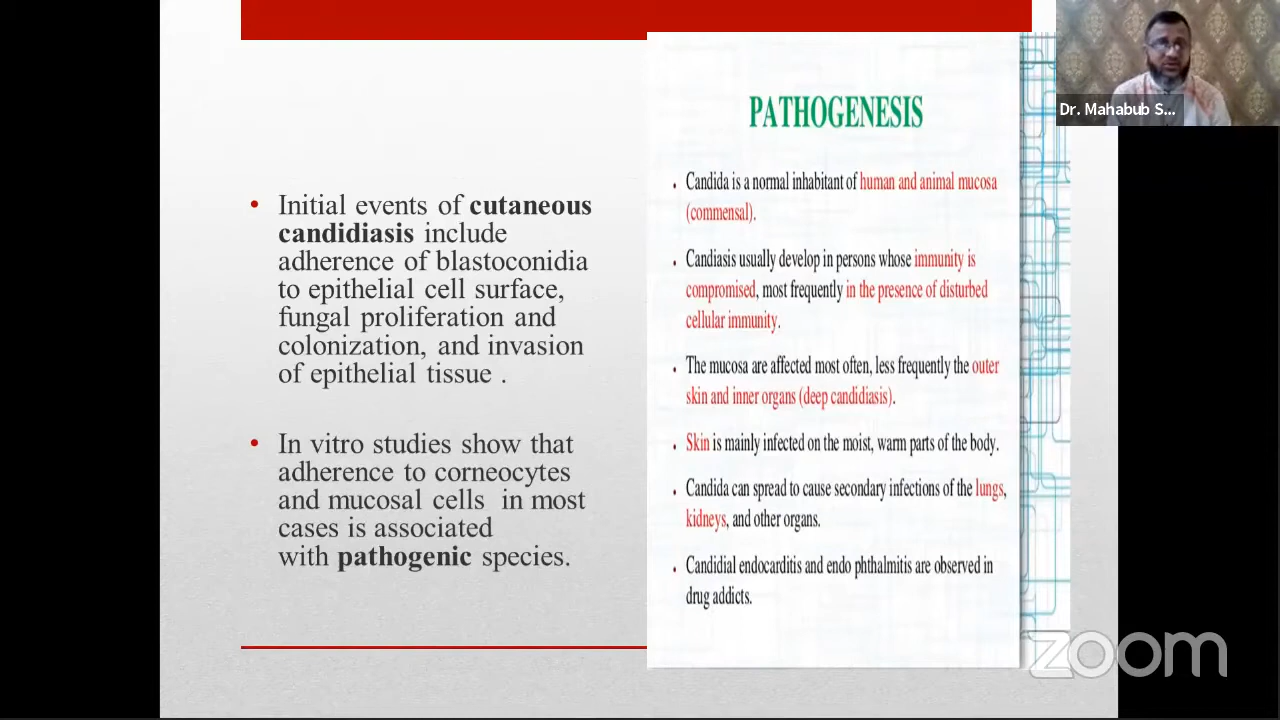 • Initial events of cutaneous
candidiasis include
adherence of blastoconidia
to epithelial cell surface,
fungal proliferation and
colonization, and invasion
of epithelial tissue .
• In vitro studies show that
adherence to corneocytes
and mucosal cells in most
cases is associated
with pathogenic species.
PATHOGENESIS
• Candida is a normal inhabitant of human and animal mucosa
(commensal).
• Candiasis usually develop in persons whose immunity is
compromised, most frequently in the presence of disturbed
cellular immunity.
• The mucosa are affected most often, less frequently the outer
skin and inner organs (deep candidiasis).
• Skin is mainly infected on the moist, warm parts of the body.
• Candida can spread to cause secondary infections of the lungs,
kidneys, and other organs.
• Candidial endocarditis and endo phthalmitis are observed in
drug addicts.
Dr. Mahabub S...
zoom